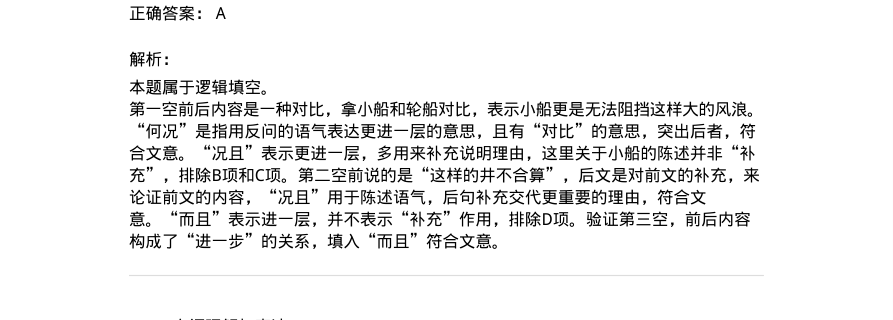 正确答案： A
解析：
本题属于逻辑填空。
第一空前后内容是一种对比，拿小船和轮船对比，表示小船更是无法阻挡这样大的风浪。
“何况”是指用反问的语气表达更进一层的意思，且有“对比”的意思，突出后者，符
合文意。“况且”表示更进一层，多用来补充说明理由，这里关于小船的陈述并非“补
充”，排除B项和C项。第二空前说的是“这样的井不合算”，后文是对前文的补充，来
论证前文的内容，“况且”用于陈述语气，后句补充交代更重要的理由，符合文
意。“而且”表示进一层，并不表示“补充”作用，排除D项。验证第三空，前后内容
构成了“进一步”的关系，填入“而且”符合文意。